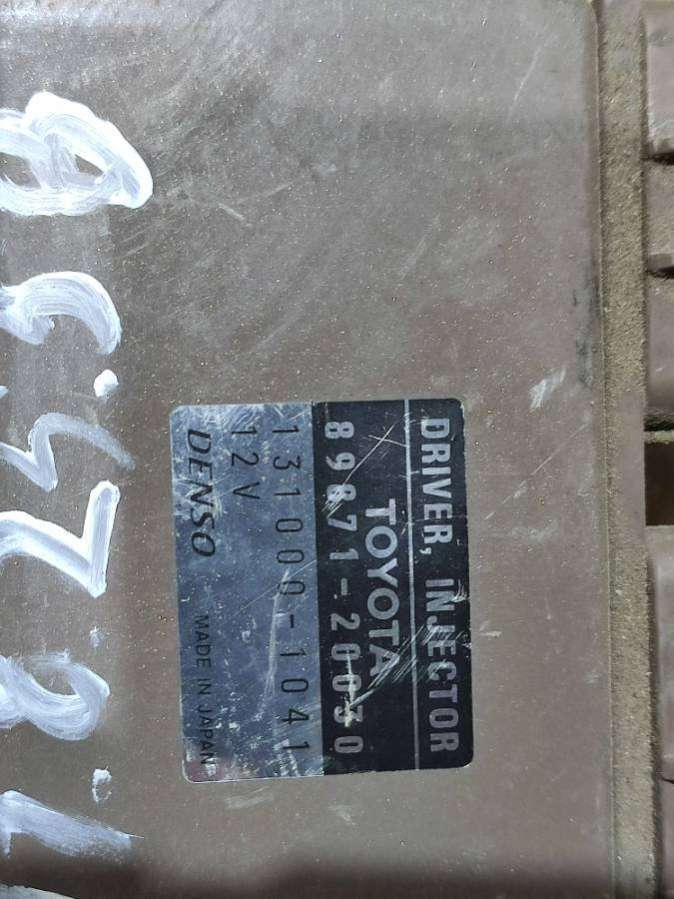 DRIVER, INJECTOR
TOYOTA
89871-20030
131000-1041
12V
DENSO MADE IN JAPAN